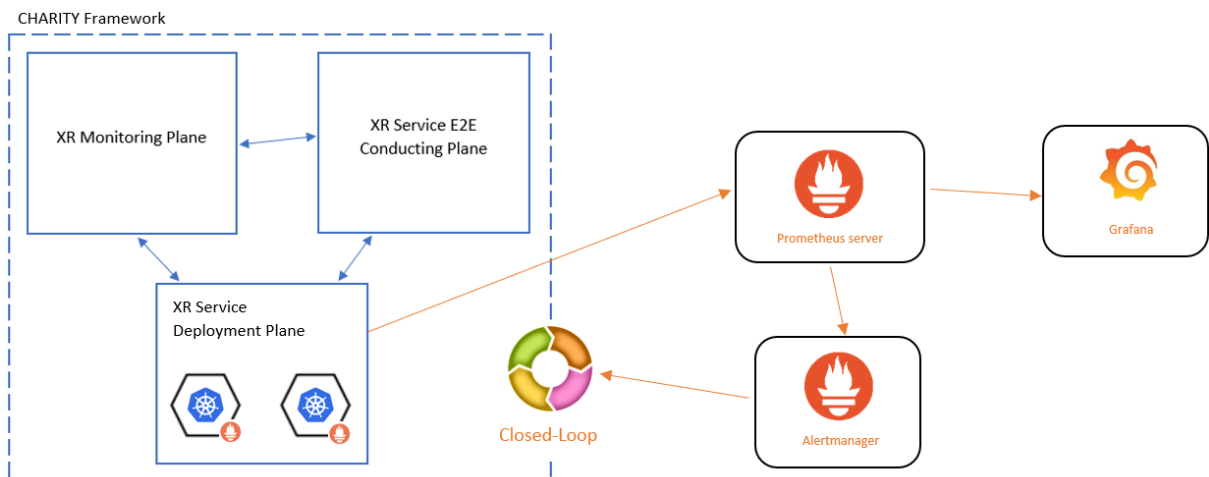 CHARITY Framework
XR Monitoring Plane
XR Service E2E
Conducting Plane
XR Service
Deployment Plane
Closed-Loop
Prometheus server
Grafana
Alertmanager